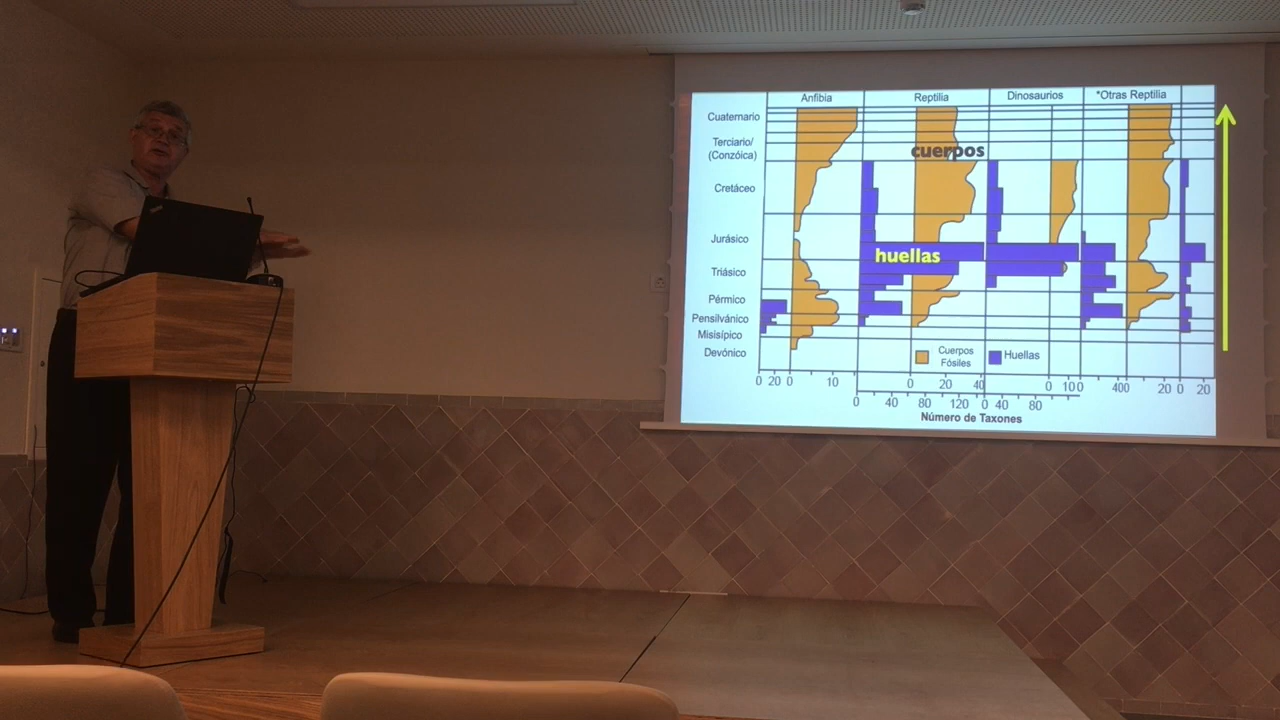 Anfibia Reptilia Dinosaurios *Otras Reptilia
Cuaternario
Terciario/
(Conzóica)
cuerpos
Cretáceo
Jurásico
huellas
Triásico
Pérmico
Pensilvánico
Misisípico
Devónico
Cuerpos
Fósiles
Huellas
0 20 0 10 0 20 40 0 100 400 20 0 20
0 40 80 120 0 40 80
Número de Taxones